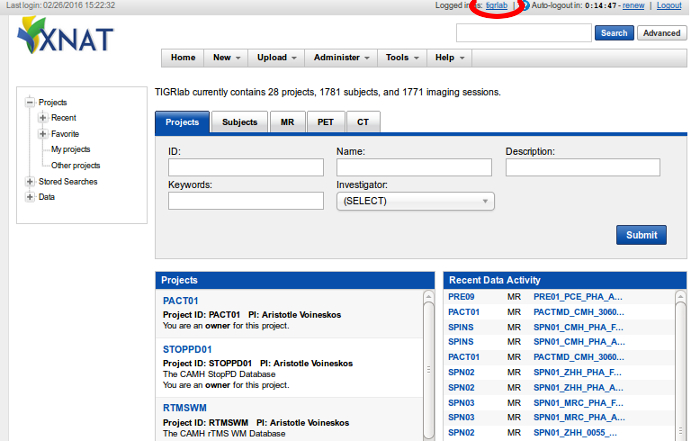 Last login: 02/26/2016 15:22:32
Logged in as: tigrlab | Auto-logout in: 0:14:47 - renew | Logout
XNAT
Search
Advanced
Home New Upload Administer Tools Help
Projects
Recent
Favorite
My projects
Other projects
Stored Searches
Data
TIGRlab currently contains 28 projects, 1781 subjects, and 1771 imaging sessions.
Projects Subjects MR PET CT
ID: Name: Description:
Keywords: Investigator:
(SELECT)
Submit
Projects
PACT01
Project ID: PACT01 PI: Aristotle Voineskos
You are an owner for this project.
STOPPD01
Project ID: STOPPD01 PI: Aristotle Voineskos
The CAMH StopPD Database
You are an owner for this project.
RTMSWM
Project ID: RTMSWM PI: Aristotle Voineskos
The CAMH rTMS WM Database
Recent Data Activity
PRE09 MR PRE01_PCE_PHA_A...
PACT01 MR PACTMD_CMH_3060...
SPINS MR SPN01_CMH_PHA_F...
SPINS MR SPN01_CMH_PHA_A...
PACT01 MR PACTMD_CMH_3060...
SPN02 MR SPN01_ZHH_PHA_F...
SPN02 MR SPN01_ZHH_PHA_A...
SPN03 MR SPN01_MRC_PHA_F...
SPN03 MR SPN01_MRC_PHA_A...
SPN02 MR SPN01_ZHH_0055_...